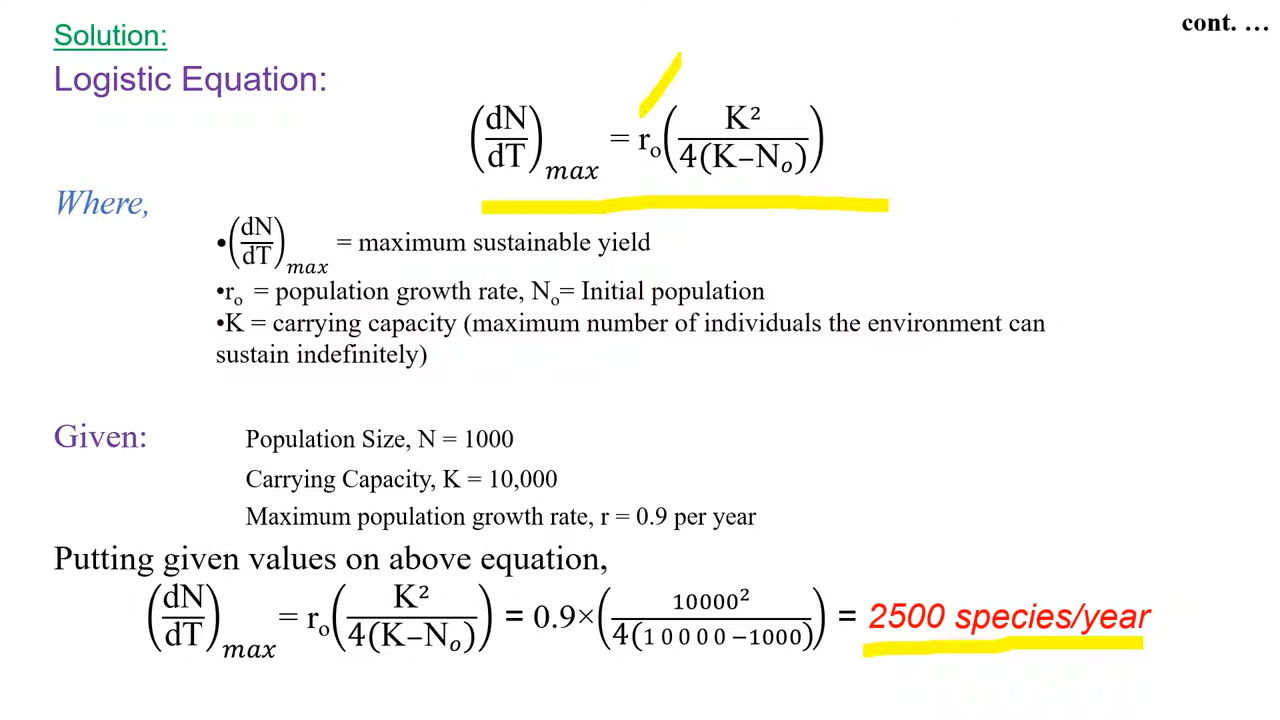 cont. …
Solution:
Logistic Equation:
(dN/dT)max = ro(K²/4(K–No))
Where,
•(dN/dT)max = maximum sustainable yield
•ro = population growth rate, No= Initial population
•K = carrying capacity (maximum number of individuals the environment can
sustain indefinitely)
Given:
Population Size, N = 1000
Carrying Capacity, K = 10,000
Maximum population growth rate, r = 0.9 per year
Putting given values on above equation,
(dN/dT)max = ro(K²/4(K–No)) = 0.9×(10000²/4(10000–1000)) = 2500 species/year